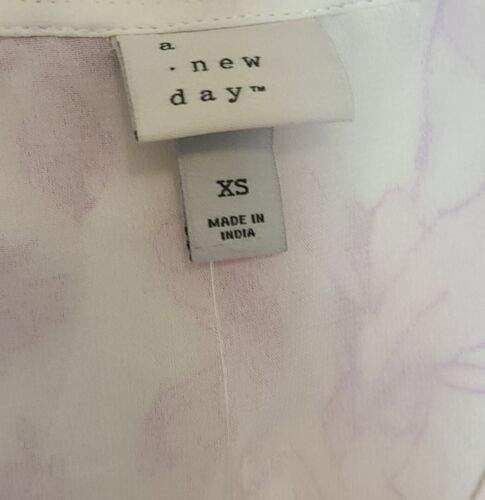 a
· new
day™
XS
MADE IN
INDIA